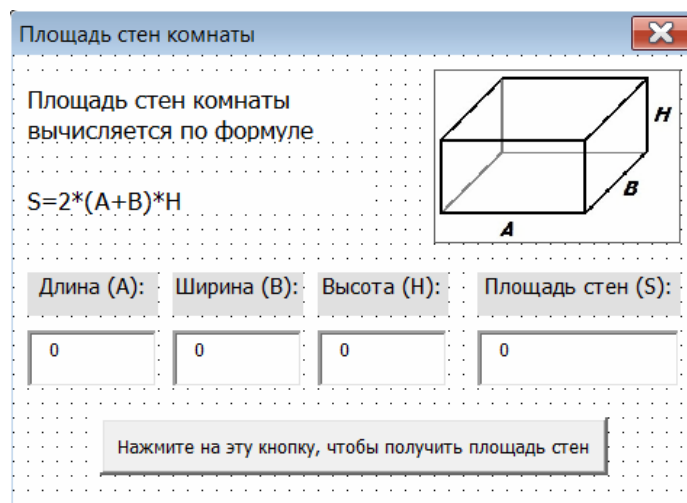 Площадь стен комнаты
Площадь стен комнаты
вычисляется по формуле
S=2*(A+B)*H
H
B
A
Длина (A): Ширина (B): Высота (H): Площадь стен (S):
0 0 0 0
Нажмите на эту кнопку, чтобы получить площадь стен